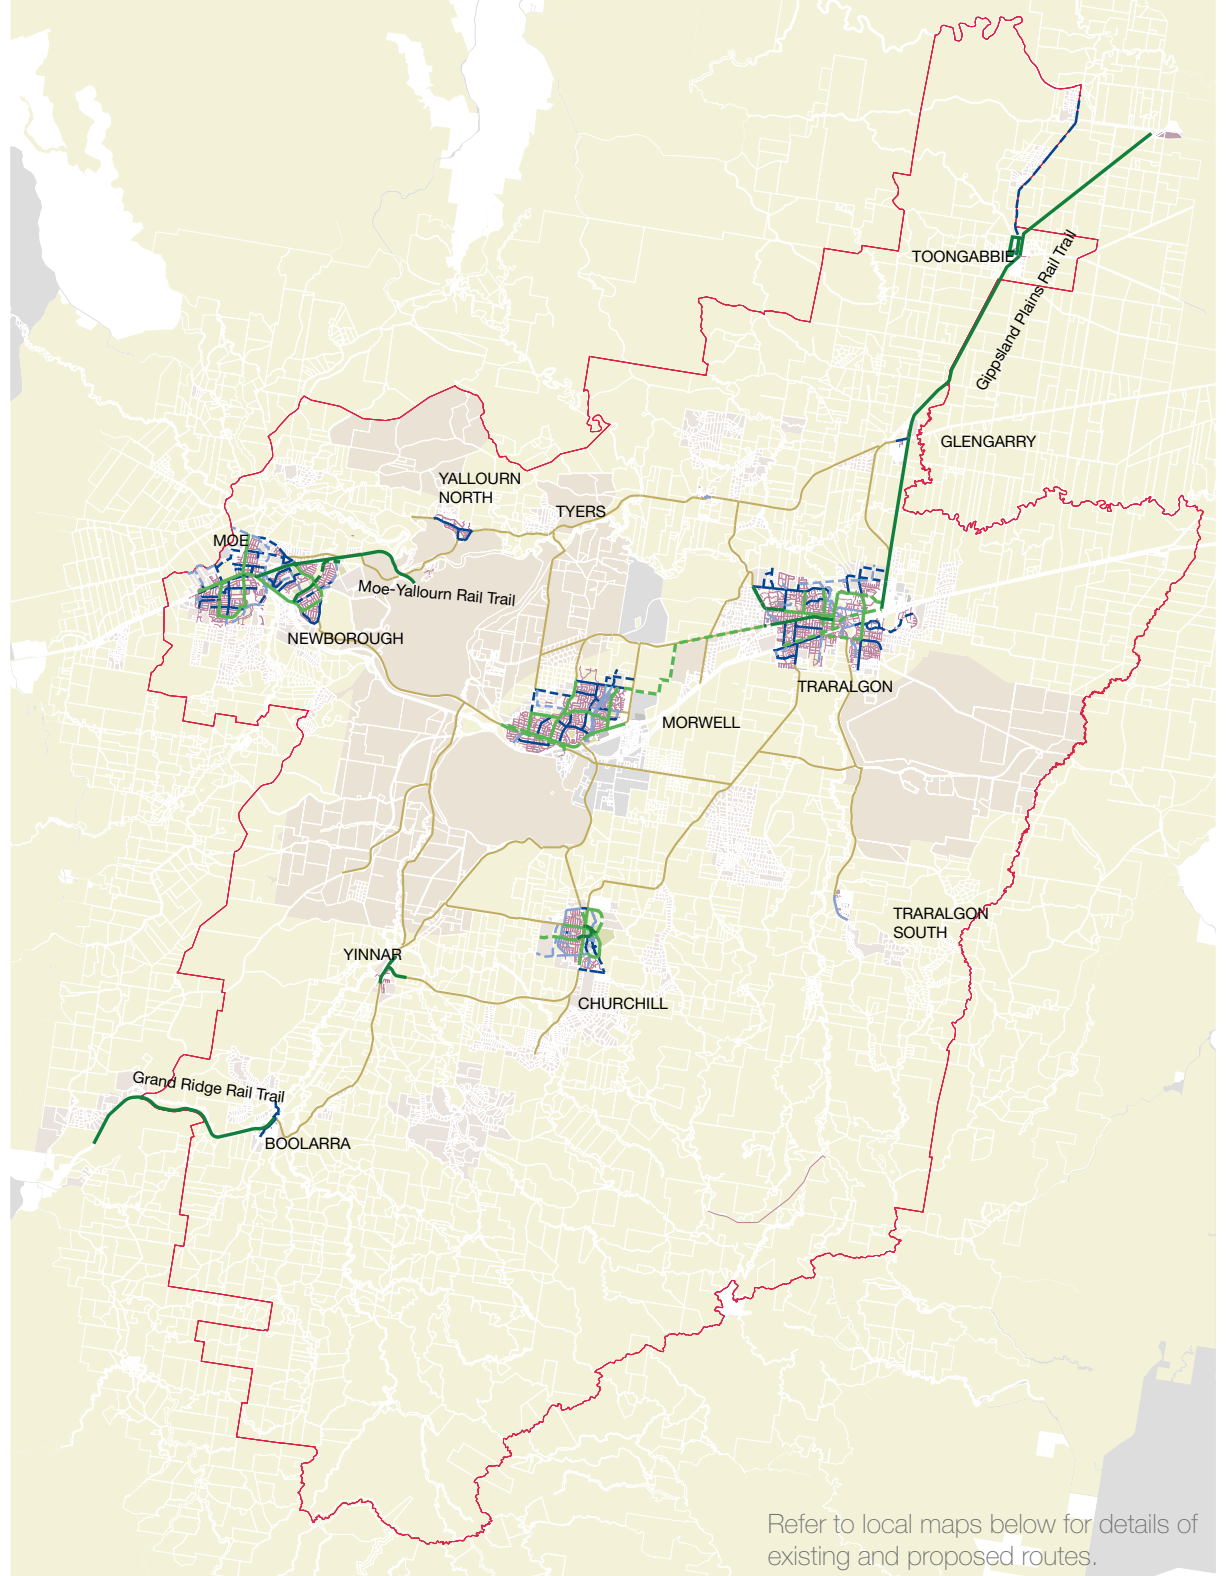 TOONGABBIE
Gippsland Plains Rail Trail
GLENGARRY
YALLOURN
NORTH
TYERS
MOE
Moe-Yallourn Rail Trail
NEWBOROUGH
TRARALGON
MORWELL
TRARALGON
SOUTH
YINNAR
CHURCHILL
Grand Ridge Rail Trail
BOOLARRA
Refer to local maps below for details of
existing and proposed routes.